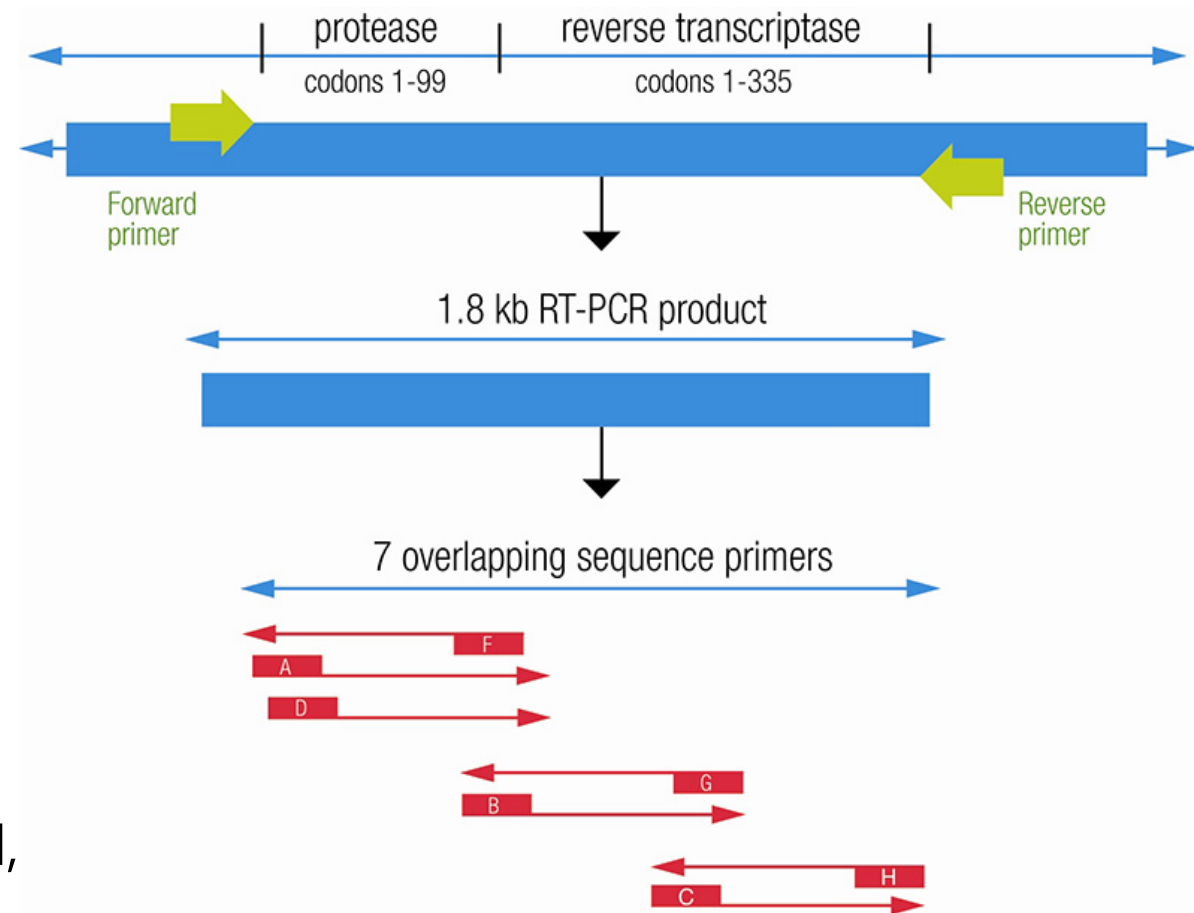 protease reverse transcriptase
codons 1-99 codons 1-335
Forward
primer
Reverse
primer
1.8 kb RT-PCR product
7 overlapping sequence primers
F
A
D
G
B
l,
H
C